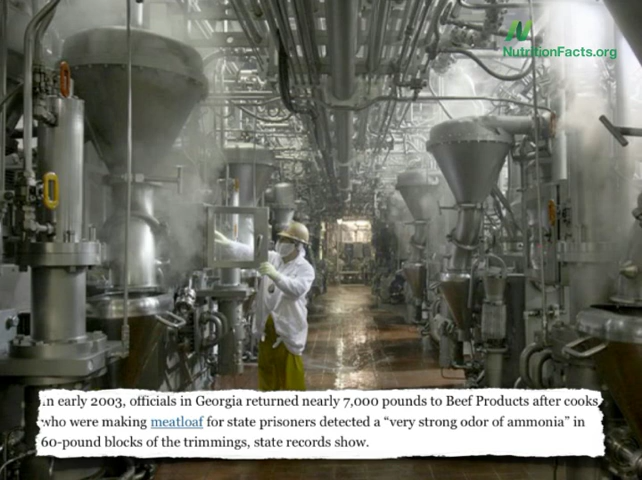 NutritionFacts.org
In early 2003, officials in Georgia returned nearly 7,000 pounds to Beef Products after cooks
who were making meatloaf for state prisoners detected a “very strong odor of ammonia” in
60-pound blocks of the trimmings, state records show.